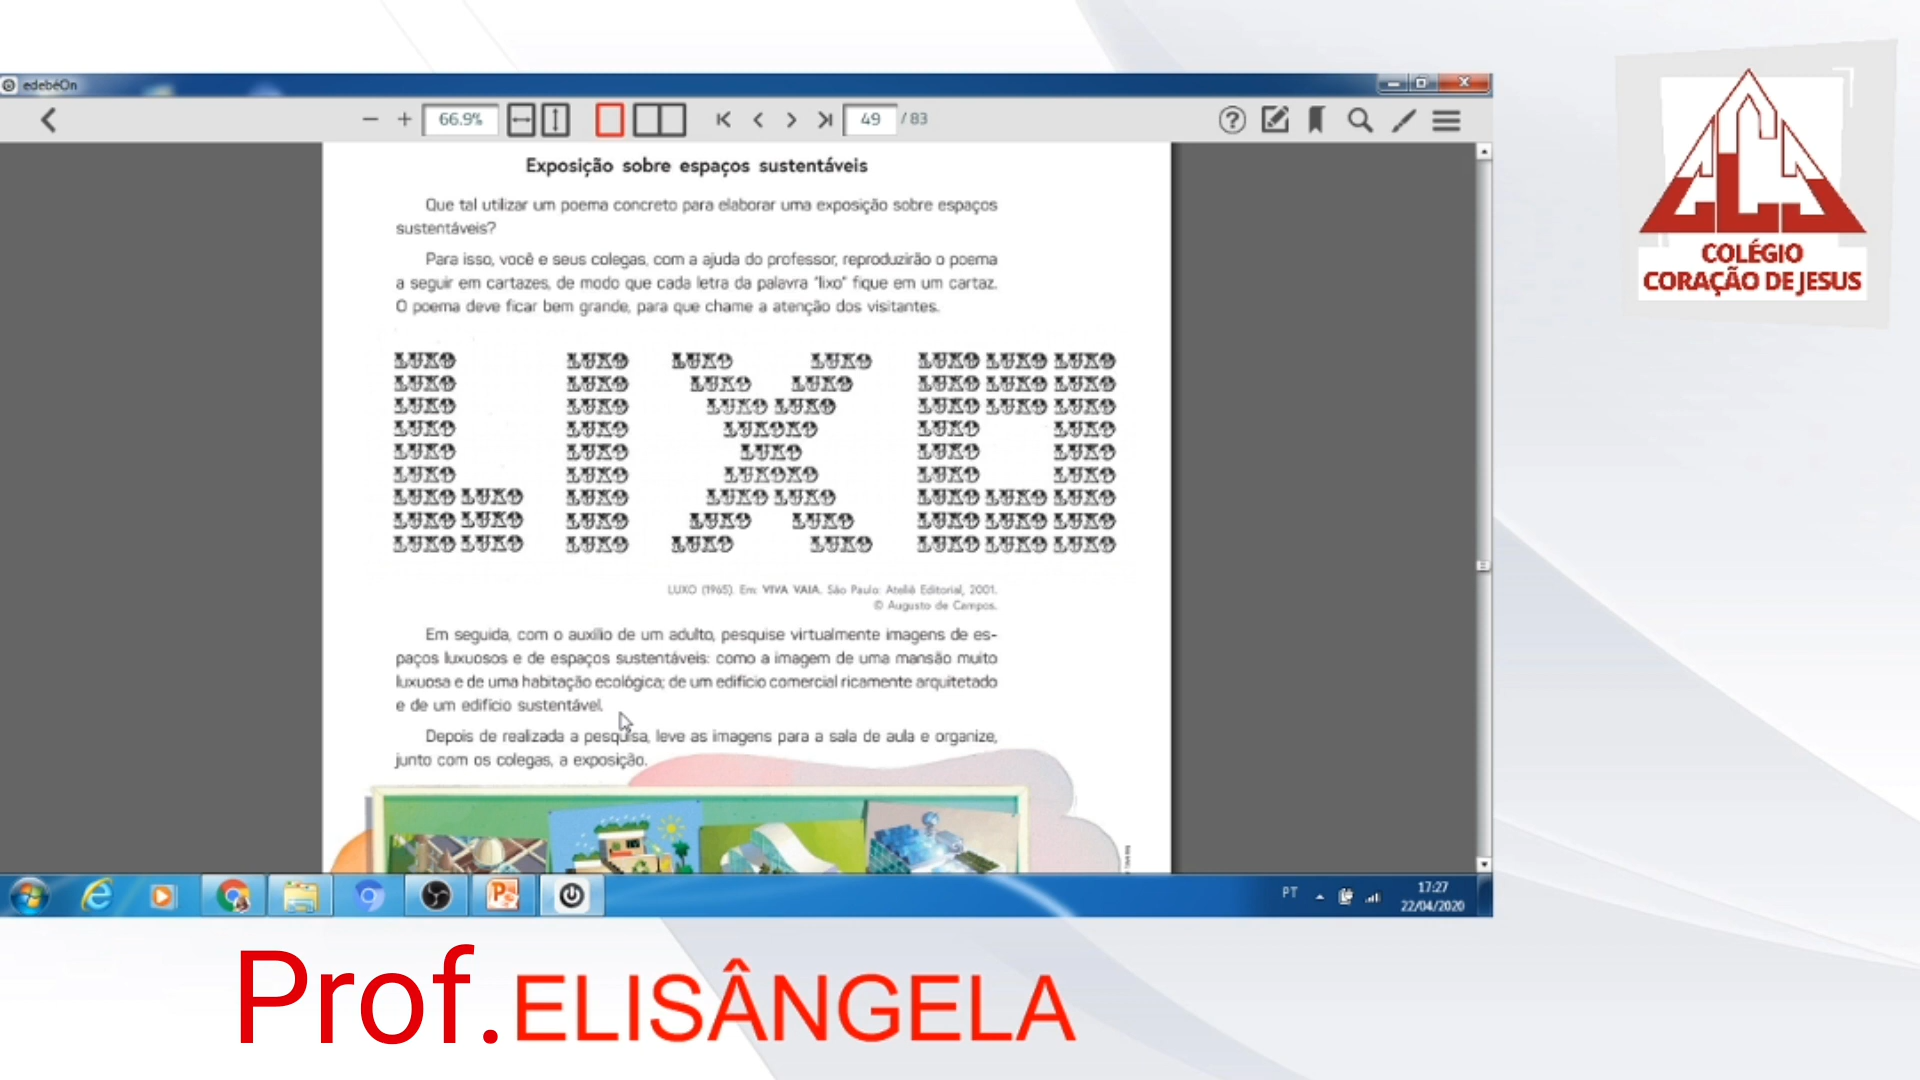 edebéOn
66.9%
49 / 83
Exposição sobre espaços sustentáveis
Que tal utilizar um poema concreto para elaborar uma exposição sobre espaços
sustentáveis?
Para isso, você e seus colegas, com a ajuda do professor, reproduzirão o poema
a seguir em cartazes, de modo que cada letra da palavra "lixo" fique em um cartaz.
O poema deve ficar bem grande, para que chame a atenção dos visitantes.
LUXO LUXO LUXO LUXO LUXO LUXO LUXO
LUXO LUXO LUXO LUXO LUXO LUXO LUXO
LUXO LUXO LUXO LUXO LUXO LUXO LUXO
LUXO LUXO LUXOXO LUXO LUXO
LUXO LUXO LUXO LUXO LUXO
LUXO LUXO LUXOXO LUXO LUXO
LUXO LUXO LUXO LUXO LUXO LUXO LUXO LUXO
LUXO LUXO LUXO LUXO LUXO LUXO LUXO LUXO
LUXO LUXO LUXO LUXO LUXO LUXO LUXO LUXO
LUXO (1965). Em: VIVA VAIA. São Paulo: Ateliê Editorial, 2001.
© Augusto de Campos.
Em seguida, com o auxílio de um adulto, pesquise virtualmente imagens de es-
paços luxuosos e de espaços sustentáveis: como a imagem de uma mansão muito
luxuosa e de uma habitação ecológica; de um edifício comercial ricamente arquitetado
e de um edifício sustentável.
Depois de realizada a pesquisa, leve as imagens para a sala de aula e organize,
junto com os colegas, a exposição.
PT
17:27
22/04/2020
CCJ
COLÉGIO
CORAÇÃO DE JESUS
Prof. ELISÂNGELA